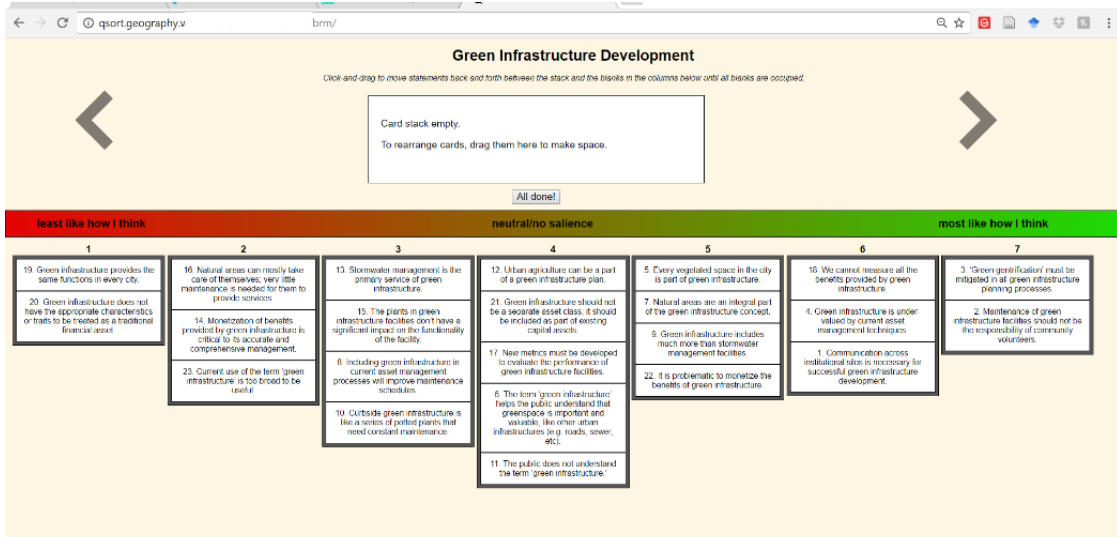 qsort.geography.
brm/
Green Infrastructure Development
Click-and-drag to move statements back and forth between the stack and the blanks in the columns below until all blanks are occupied.
Card stack empty.
To rearrange cards, drag them here to make space.
All done!
least like how I think
neutral/no salience
most like how I think
1
19. Green infrastructure provides the
same functions in every city.
20. Green infrastructure does not
have the appropriate characteristics
or traits to be treated as a traditional
financial asset
2
16. Natural areas can mostly take
care of themselves; very little
maintenance is needed for them to
provide services
14. Monetization of benefits
provided by green infrastructure is
critical to its accurate and
comprehensive management.
23. Current use of the term 'green
infrastructure' is too broad to be
useful
3
13. Stormwater management is the
primary service of green
infrastructure.
15. The plants in green
infrastructure facilities don't have a
significant impact on the functionality
of the facility.
8. Including green infrastructure in
current asset management
processes will improve maintenance
schedules
10. Curbside green infrastructure is
like a series of potted plants that
need constant maintenance
4
12. Urban agriculture can be a part
of a green infrastructure plan.
21. Green infrastructure should not
be a separate asset class; it should
be included as part of existing
capital assets
17. New metrics must be developed
to evaluate the performance of
green infrastructure facilities.
6. The term 'green infrastructure'
helps the public understand that
greenspace is important and
valuable, like other urban
infrastructures (e.g. roads, sewer,
etc).
11. The public does not understand
the term 'green infrastructure.'
5
5. Every vegetated space in the city
is part of green infrastructure.
7. Natural areas are an integral part
of the green infrastructure concept.
9. Green infrastructure includes
much more than stormwater
management facilities.
22. It is problematic to monetize the
benefits of green infrastructure.
6
18. We cannot measure all the
benefits provided by green
infrastructure.
4. Green infrastructure is under
valued by current asset
management techniques
1. Communication across
institutional silos is necessary for
successful green infrastructure
development.
7
3. 'Green gentrification' must be
mitigated in all green infrastructure
planning processes.
2. Maintenance of green
infrastructure facilities should not be
the responsibility of community
volunteers.